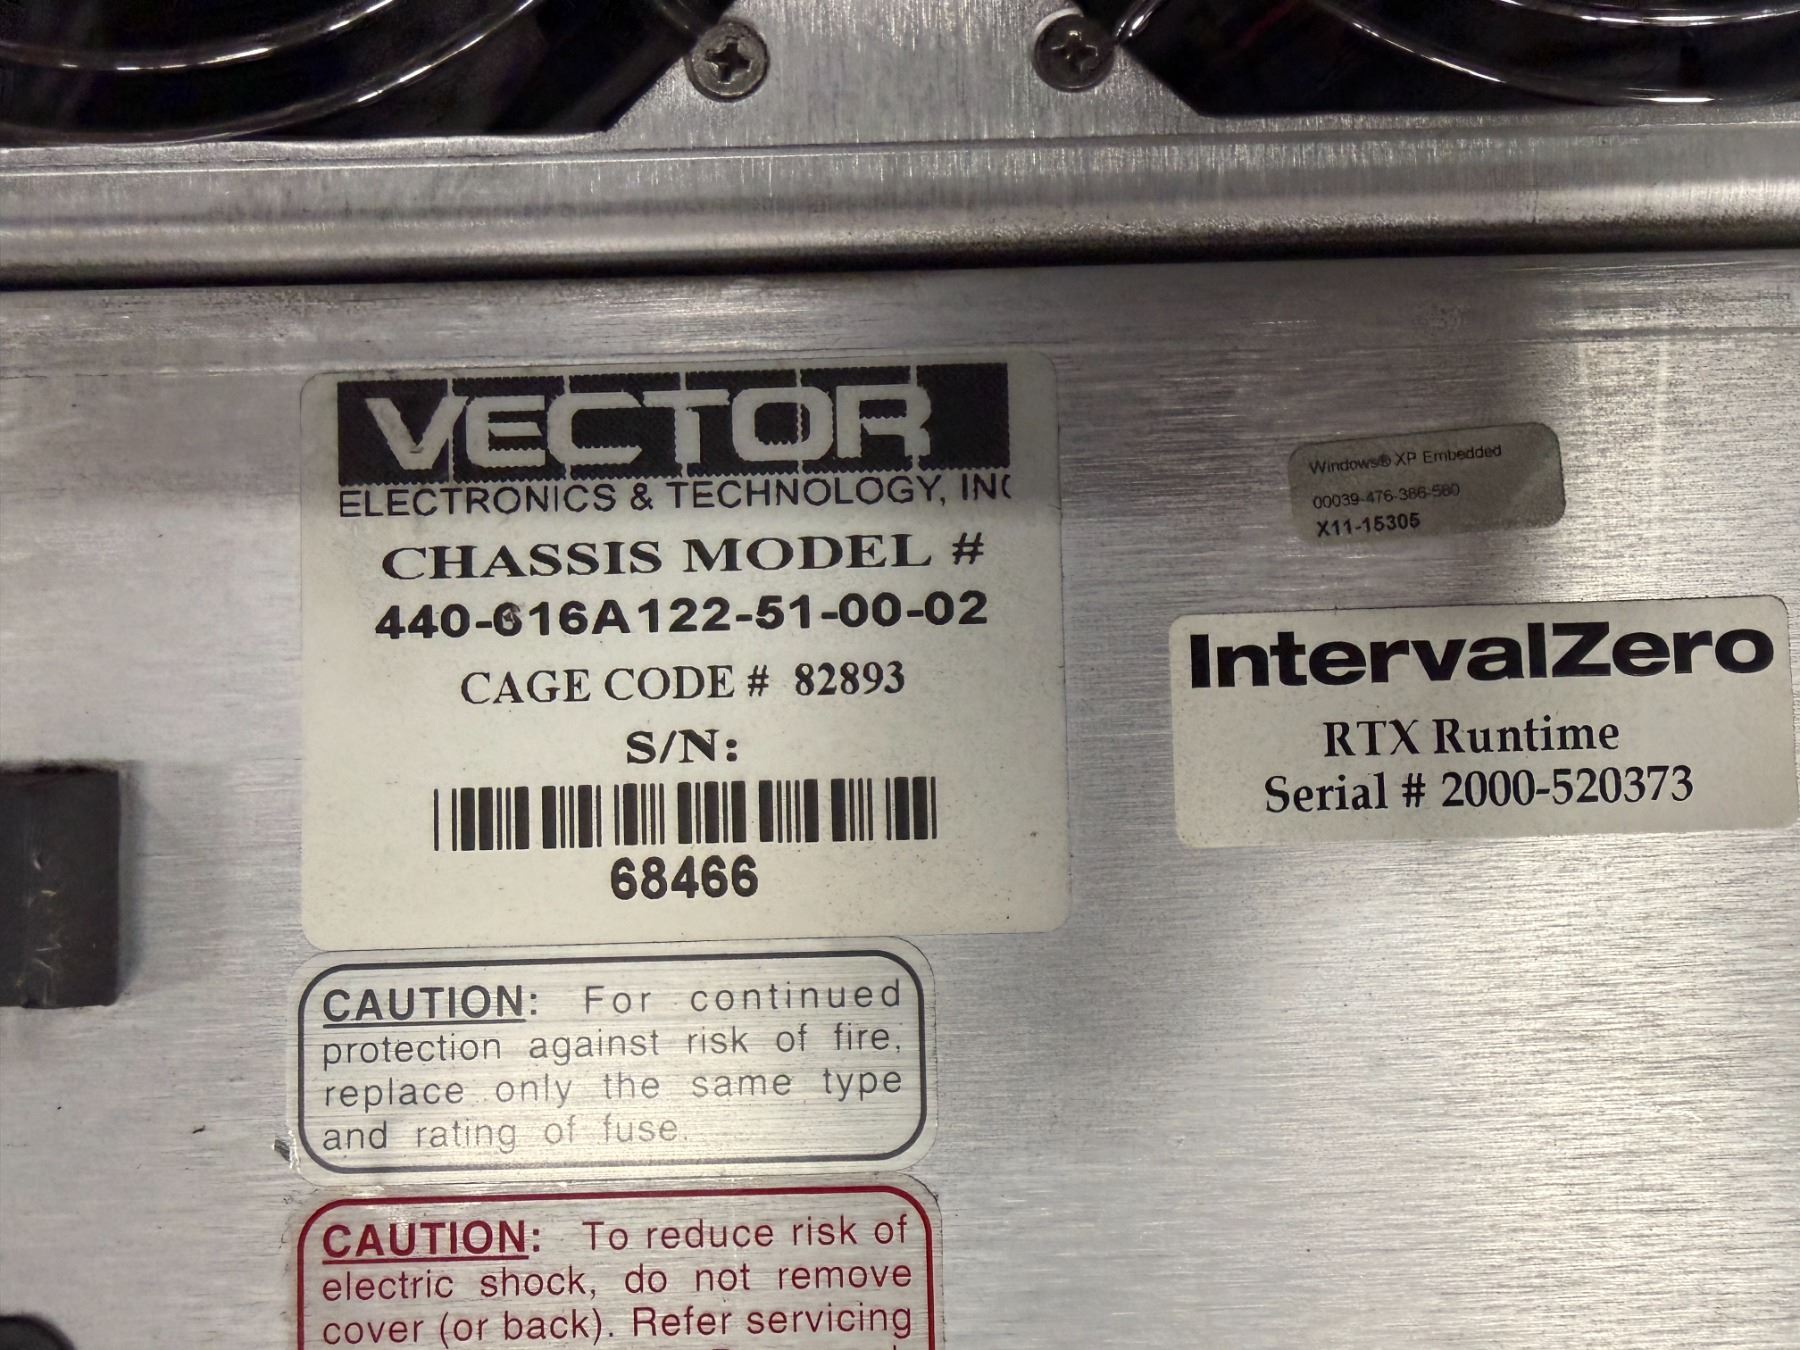 VECTOR
ELECTRONICS & TECHNOLOGY, INC
CHASSIS MODEL #
440-616A122-51-00-02
CAGE CODE # 82893
S/N:
68466
Windows® XP Embedded
00039-476-366-580
X11-15305
IntervalZero
RTX Runtime
Serial # 2000-520373
CAUTION: For continued
protection against risk of fire,
replace only the same type
and rating of fuse.
CAUTION: To reduce risk of
electric shock, do not remove
cover (or back). Refer servicing